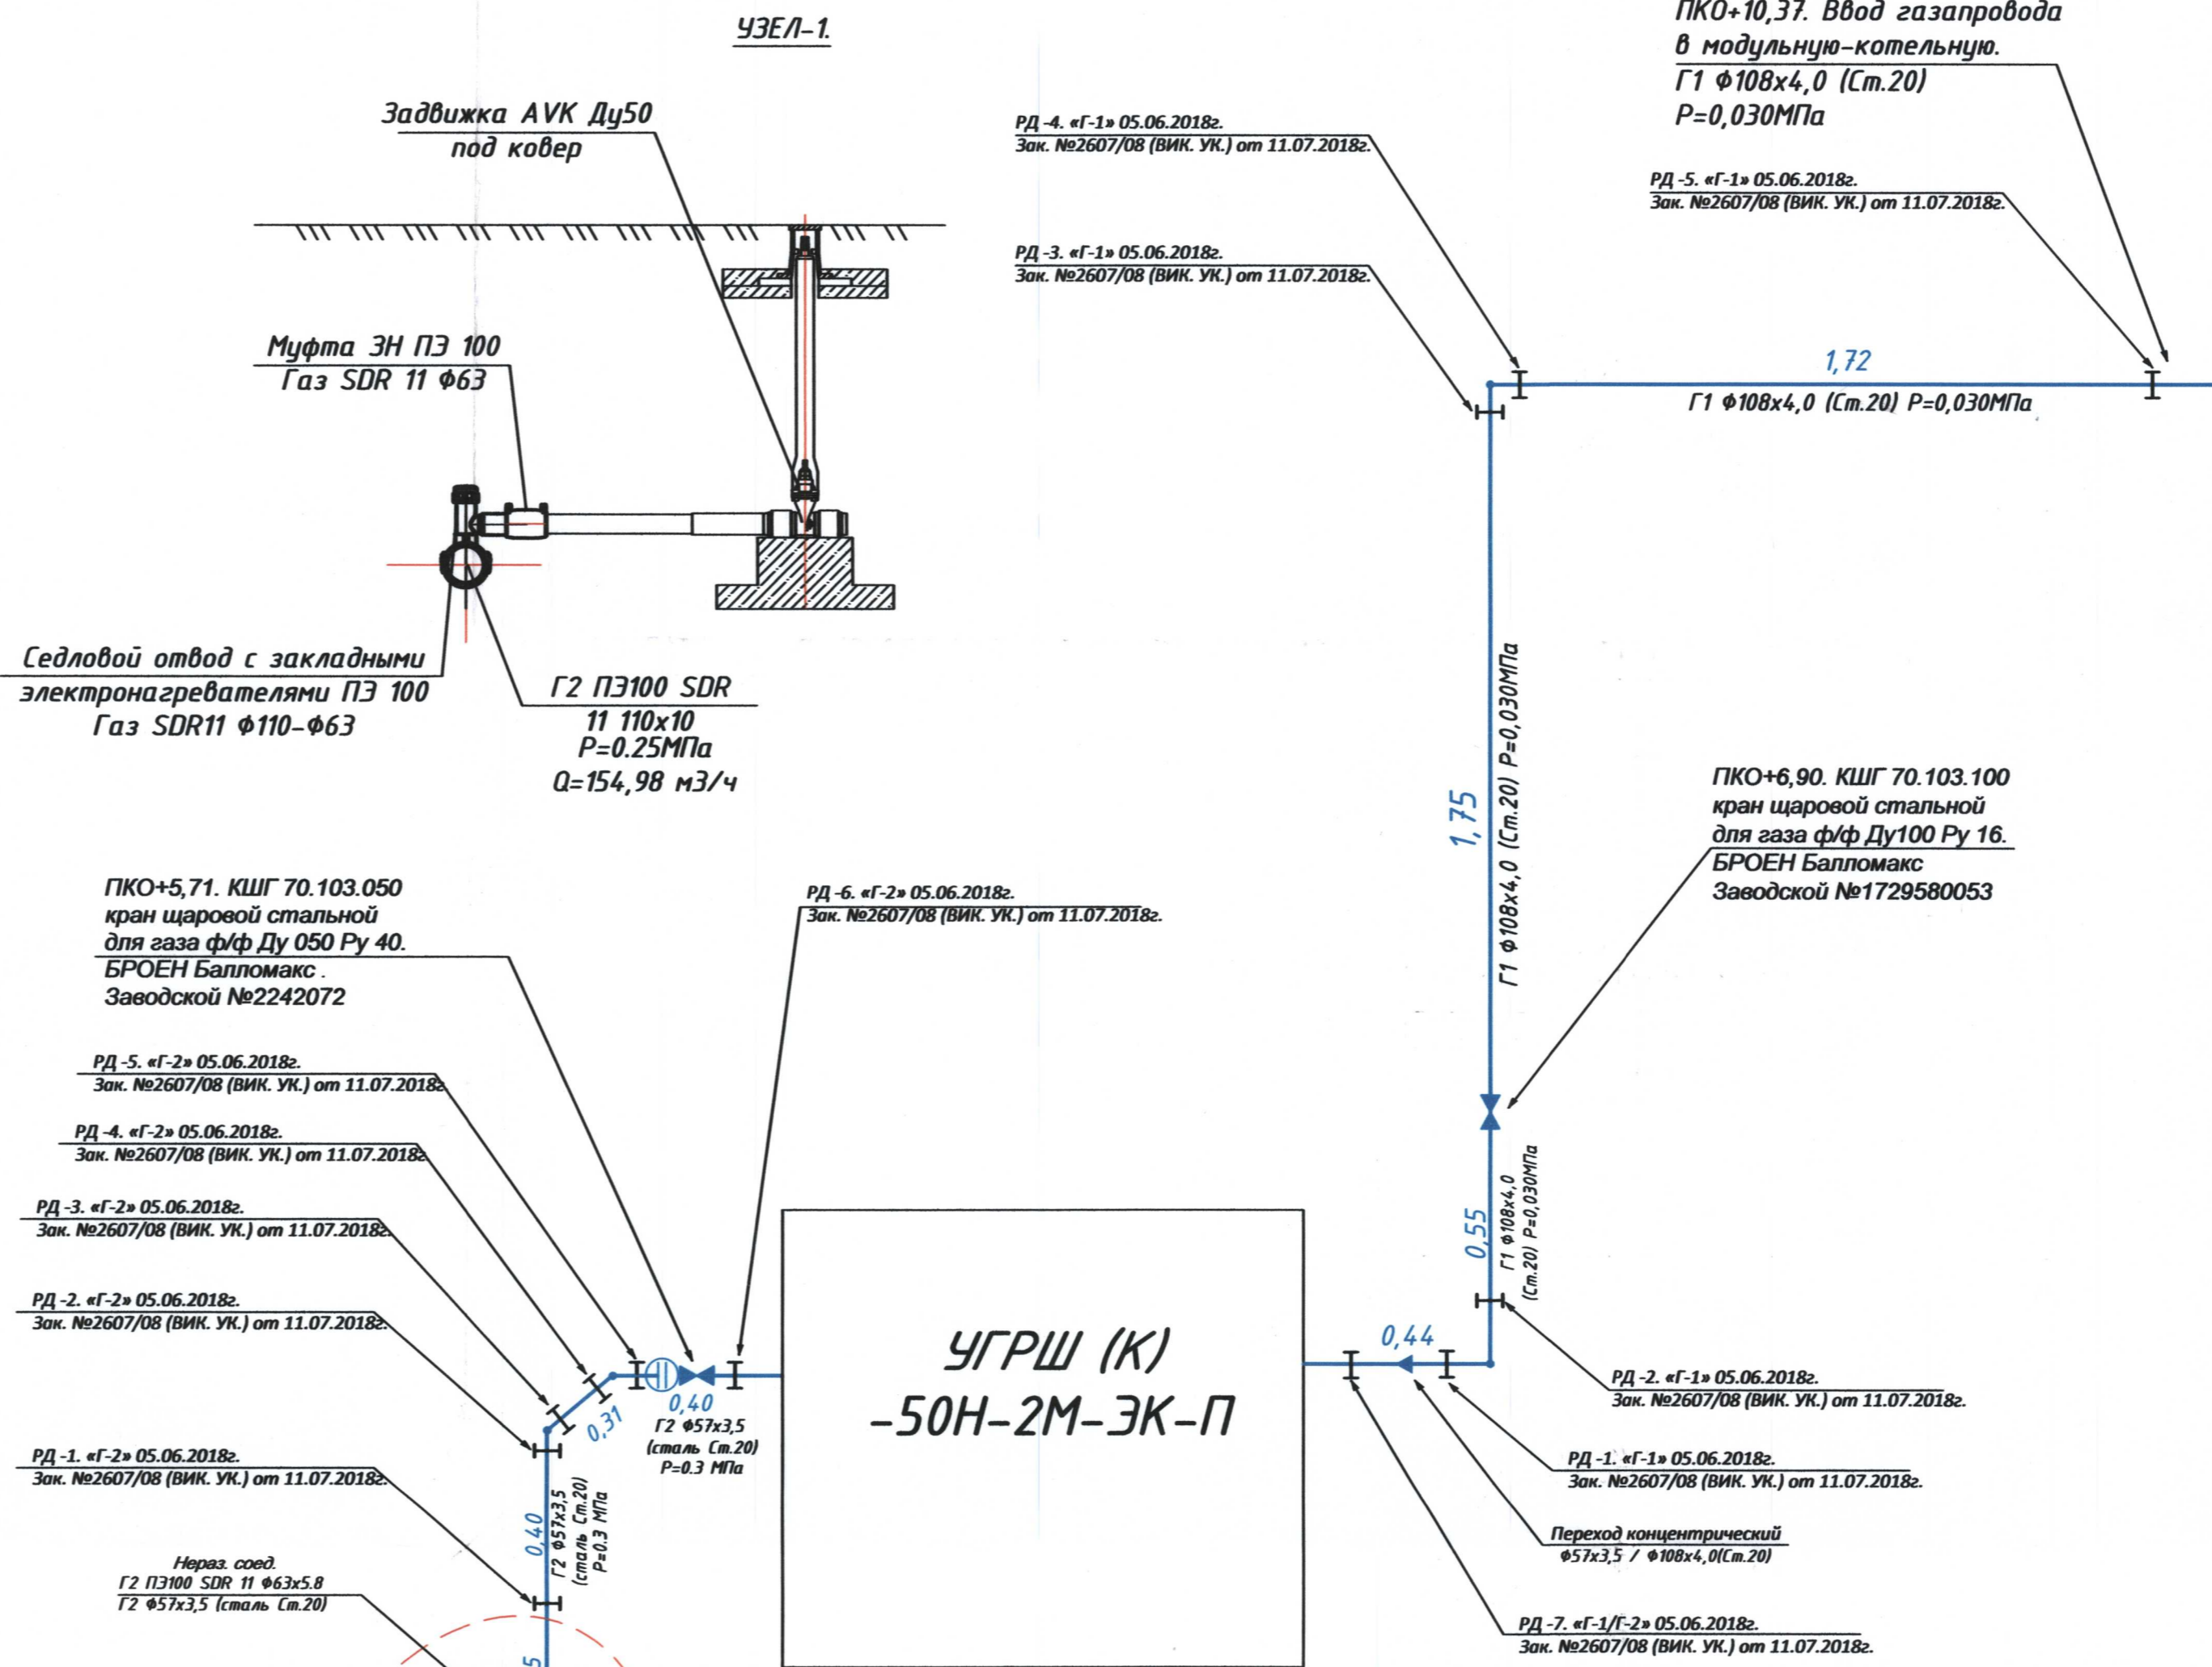 УЗЕЛ-1.
Задвижка AVK Ду50
под ковер
Муфта ЗН ПЭ 100
Газ SDR 11 Ф63
Седловой отвод с закладными
электронагревателями ПЭ 100
Газ SDR11 Ф110-Ф63
Г2 ПЭ100 SDR
11 110х10
Р=0.25МПа
Q=154,98 м3/ч
ПКО+10,37. Ввод газапровода
в модульную-котельную.
Г1 Ф108х4,0 (Ст.20)
Р=0,030МПа
РД -4. «Г-1» 05.06.2018г.
Зак. №2607/08 (ВИК. УК.) от 11.07.2018г.
РД -5. «Г-1» 05.06.2018г.
Зак. №2607/08 (ВИК. УК.) от 11.07.2018г.
РД -3. «Г-1» 05.06.2018г.
Зак. №2607/08 (ВИК. УК.) от 11.07.2018г.
1,72
Г1 Ф108х4,0 (Ст.20) Р=0,030МПа
1,75
Г1 Ф108х4,0 (Ст.20) Р=0,030МПа
ПКО+6,90. КШГ 70.103.100
кран щаровой стальной
для газа ф/ф Ду100 Ру 16.
БРОЕН Балломакс
Заводской №1729580053
ПКО+5,71. КШГ 70.103.050
кран щаровой стальной
для газа ф/ф Ду 050 Ру 40.
БРОЕН Балломакс .
Заводской №2242072
РД -6. «Г-2» 05.06.2018г.
Зак. №2607/08 (ВИК. УК.) от 11.07.2018г.
РД -5. «Г-2» 05.06.2018г.
Зак. №2607/08 (ВИК. УК.) от 11.07.2018г.
РД -4. «Г-2» 05.06.2018г.
Зак. №2607/08 (ВИК. УК.) от 11.07.2018г.
РД -3. «Г-2» 05.06.2018г.
Зак. №2607/08 (ВИК. УК.) от 11.07.2018г.
РД -2. «Г-2» 05.06.2018г.
Зак. №2607/08 (ВИК. УК.) от 11.07.2018г.
РД -1. «Г-2» 05.06.2018г.
Зак. №2607/08 (ВИК. УК.) от 11.07.2018г.
Нераз. соед.
Г2 ПЭ100 SDR 11 Ф63х5.8
Г2 Ф57х3,5 (сталь Ст.20)
0,31
0,40
Г2 Ф57х3,5
(сталь Ст.20)
Р=0.3 МПа
0,40
Г2 Ф57х3,5
(сталь Ст.20)
Р=0.3 МПа
УГРШ (К)
-50Н-2М-ЭК-П
0,55
Г1 Ф108х4,0
(Ст.20) Р=0,030МПа
0,44
РД -2. «Г-1» 05.06.2018г.
Зак. №2607/08 (ВИК. УК.) от 11.07.2018г.
РД -1. «Г-1» 05.06.2018г.
Зак. №2607/08 (ВИК. УК.) от 11.07.2018г.
Переход концентрический
Ф57х3,5 / Ф108х4,0(Ст.20)
РД -7. «Г-1/Г-2» 05.06.2018г.
Зак. №2607/08 (ВИК. УК.) от 11.07.2018г.